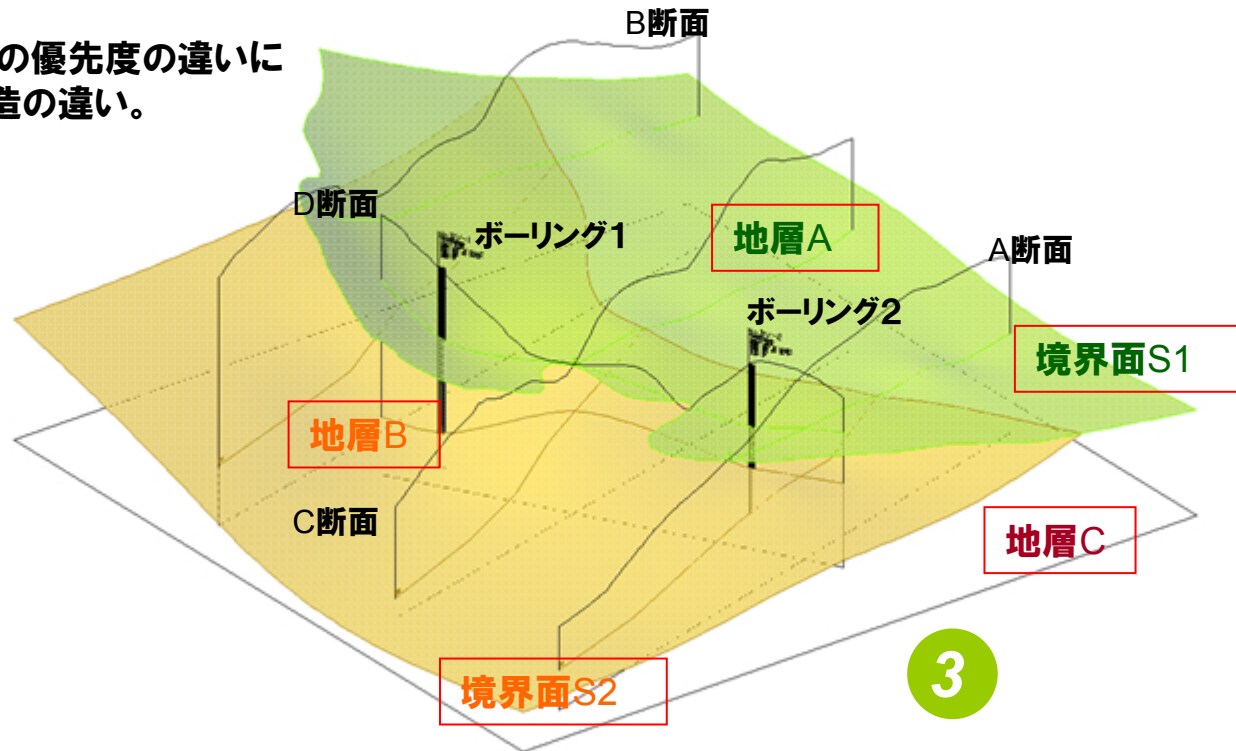 の優先度の違いに
造の違い。
B断面
D断面
ボーリング1
地層A
A断面
ボーリング2
境界面S1
地層B
C断面
地層C
境界面S2
3